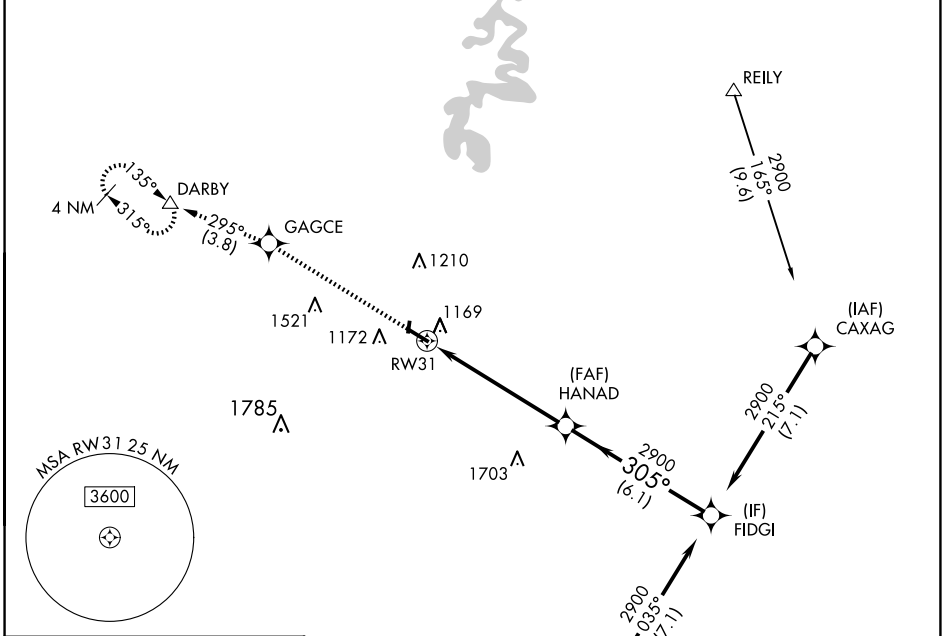 REILY
2900
165°
(9.6)
135°
DARBY
4 NM
315°
295°
(3.8)
GAGCE
1210
1521
1172
1169
RW31
(IAF)
CAXAG
(FAF)
HANAD
2900
215°
(7.1)
1785
1703
2900
305°
(6.1)
(IF)
FIDGI
MSA RW31 25 NM
3600
2900
035°